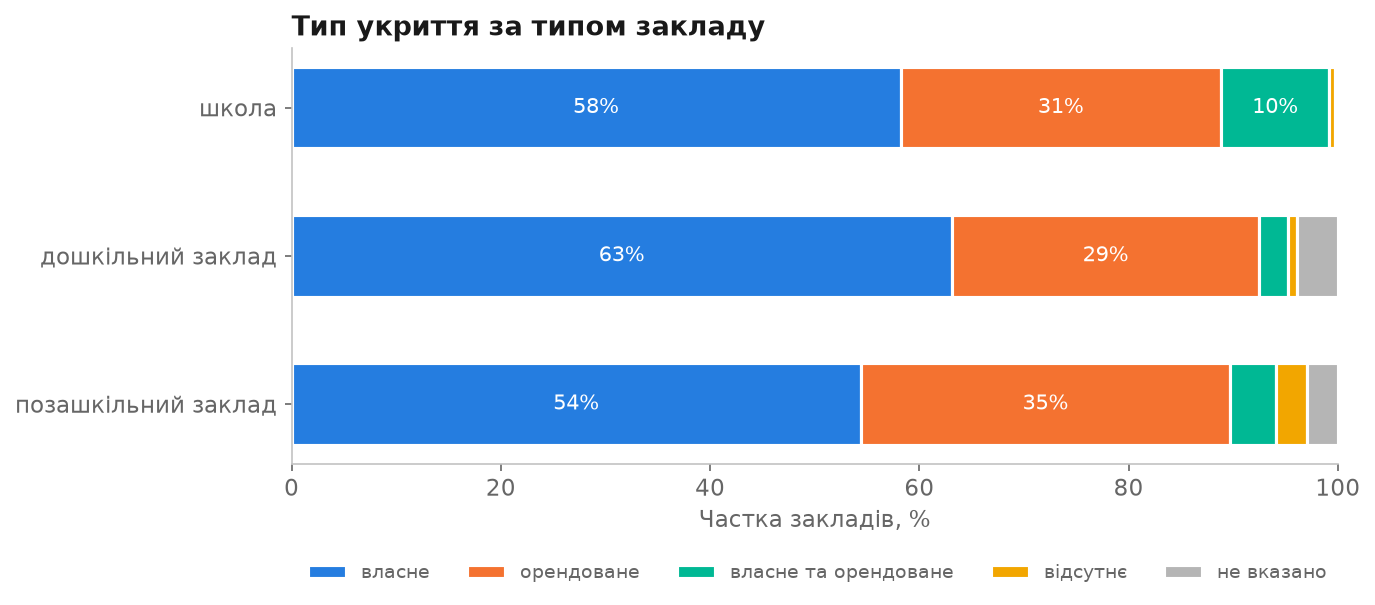 Тип укриття за типом закладу
школа
58%
31%
10%
дошкільний заклад
63%
29%
позашкільний заклад
54%
35%
0
20
40
60
80
100
Частка закладів, %
власне
орендоване
власне та орендоване
відсутнє
не вказано